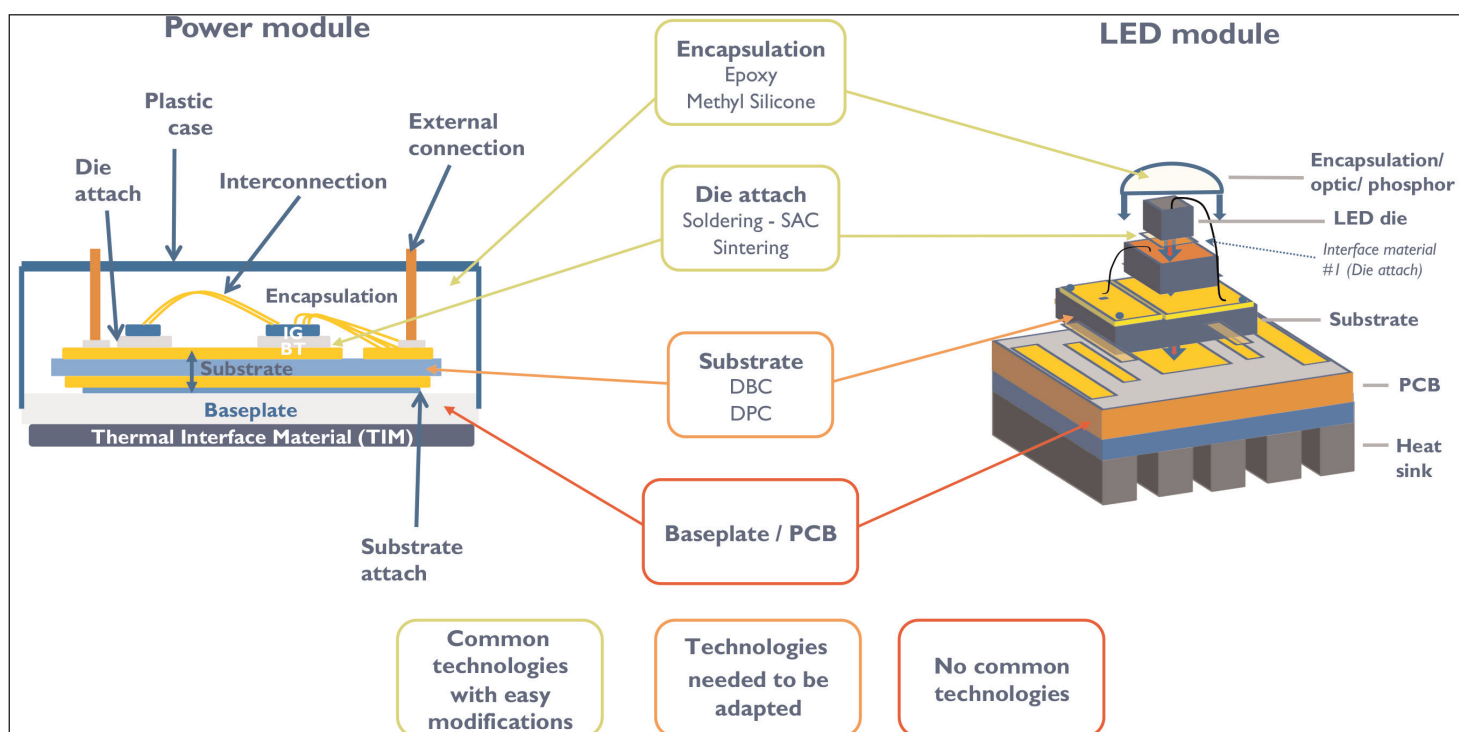 Power module
LED module
Encapsulation
Epoxy
Methyl Silicone
Plastic
case
External
connection
Die
attach
Interconnection
Encapsulation
IG
BT
Substrate
Baseplate
Thermal Interface Material (TIM)
Substrate
attach
Die attach
Soldering - SAC
Sintering
Substrate
DBC
DPC
Baseplate / PCB
Encapsulation/
optic/ phosphor
LED die
Interface material
#1 (Die attach)
Substrate
PCB
Heat
sink
Common
technologies
with easy
modifications
Technologies
needed to be
adapted
No common
technologies